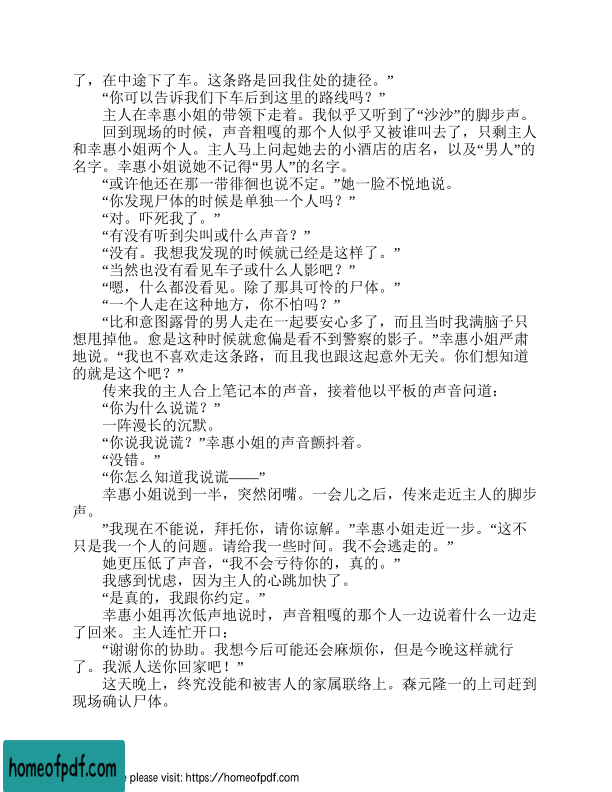 了，在中途下了车。这条路是回我住处的捷径。”
“你可以告诉我们下车后到这里的路线吗？”
主人在幸惠小姐的带领下走着。我似乎又听到了“沙沙”的脚步声。
回到现场的时候，声音粗嘎的那个人似乎又被谁叫去了，只剩主人
和幸惠小姐两个人。主人马上问起她去的小酒店的店名，以及“男人”的
名字。幸惠小姐说她不记得“男人”的名字。
“或许他还在那一带徘徊也说不定。”她一脸不悦地说。
“你发现尸体的时候是单独一个人吗？”
“对。吓死我了。”
“有没有听到尖叫或什么声音？”
“没有。我想我发现的时候就已经是这样了。”
“当然也没有看见车子或什么人影吧？”
“嗯，什么都没看见。除了那具可怜的尸体。”
“一个人走在这种地方，你不怕吗？”
“比和意图露骨的男人走在一起要安心多了，而且当时我满脑子只
想甩掉他。愈是这种时候就愈偏是看不到警察的影子。”幸惠小姐严肃
地说。“我也不喜欢走这条路，而且我也跟这起意外无关。你们想知道
的就是这个吧？”
传来我的主人合上笔记本的声音，接着他以平板的声音问道：
“你为什么说谎？”
一阵漫长的沉默。
“你说我说谎？”幸惠小姐的声音颤抖着。
“没错。”
“你怎么知道我说谎——”
幸惠小姐说到一半，突然闭嘴。一会儿之后，传来走近主人的脚步
声。
”我现在不能说，拜托你，请你谅解。”幸惠小姐走近一步。“这不
只是我一个人的问题。请给我一些时间。我不会逃走的。”
她更压低了声音，“我不会亏待你的，真的。”
我感到忧虑，因为主人的心跳加快了。
“是真的，我跟你约定。”
幸惠小姐再次低声地说时，声音粗嘎的那个人一边说着什么一边走
了回来。主人连忙开口：
“谢谢你的协助。我想今后可能还会麻烦你，但是今晚这样就行
了。我派人送你回家吧！”
这天晚上，终究没能和被害人的家属联络上。森元隆一的上司赶到
现场确认尸体。
homeofpdf.com
e please visit: https://homeofpdf.com